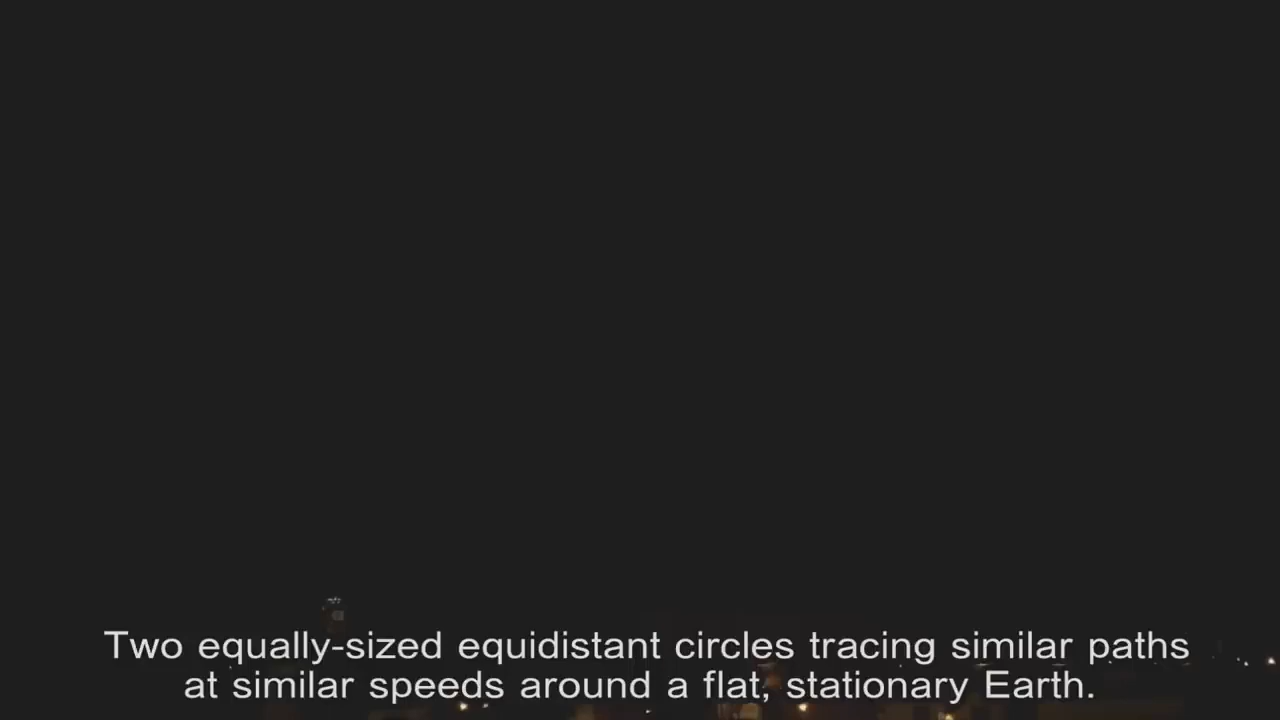 Two equally-sized equidistant circles tracing similar paths
at similar speeds around a flat, stationary Earth.